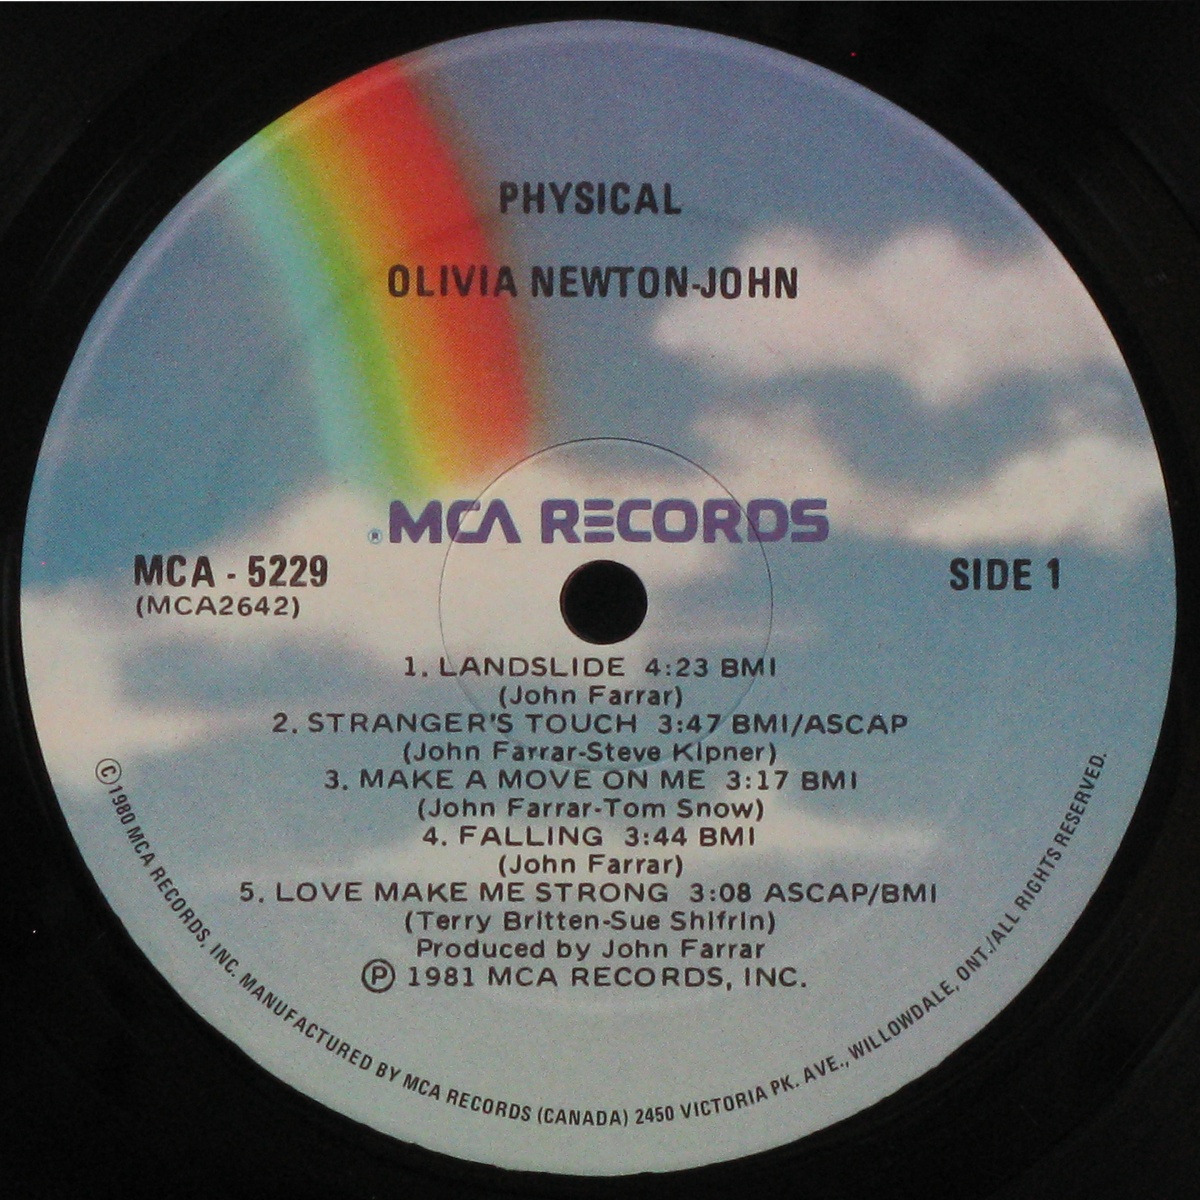 PHYSICAL
OLIVIA NEWTON-JOHN
®MCA RECORDS
MCA - 5229
(MCA2642)
SIDE 1
1. LANDSLIDE 4:23 BMI
(John Farrar)
2. STRANGER'S TOUCH 3:47 BMI/ASCAP
(John Farrar-Steve Kipner)
3. MAKE A MOVE ON ME 3:17 BMI
(John Farrar-Tom Snow)
4. FALLING 3:44 BMI
(John Farrar)
5. LOVE MAKE ME STRONG 3:08 ASCAP/BMI
(Terry Britten-Sue Shifrin)
Produced by John Farrar
℗ 1981 MCA RECORDS, INC.
©1980 MCA RECORDS, INC. MANUFACTURED BY MCA RECORDS (CANADA) 2450 VICTORIA PK. AVE., WILLOWDALE, ONT./ALL RIGHTS RESERVED.